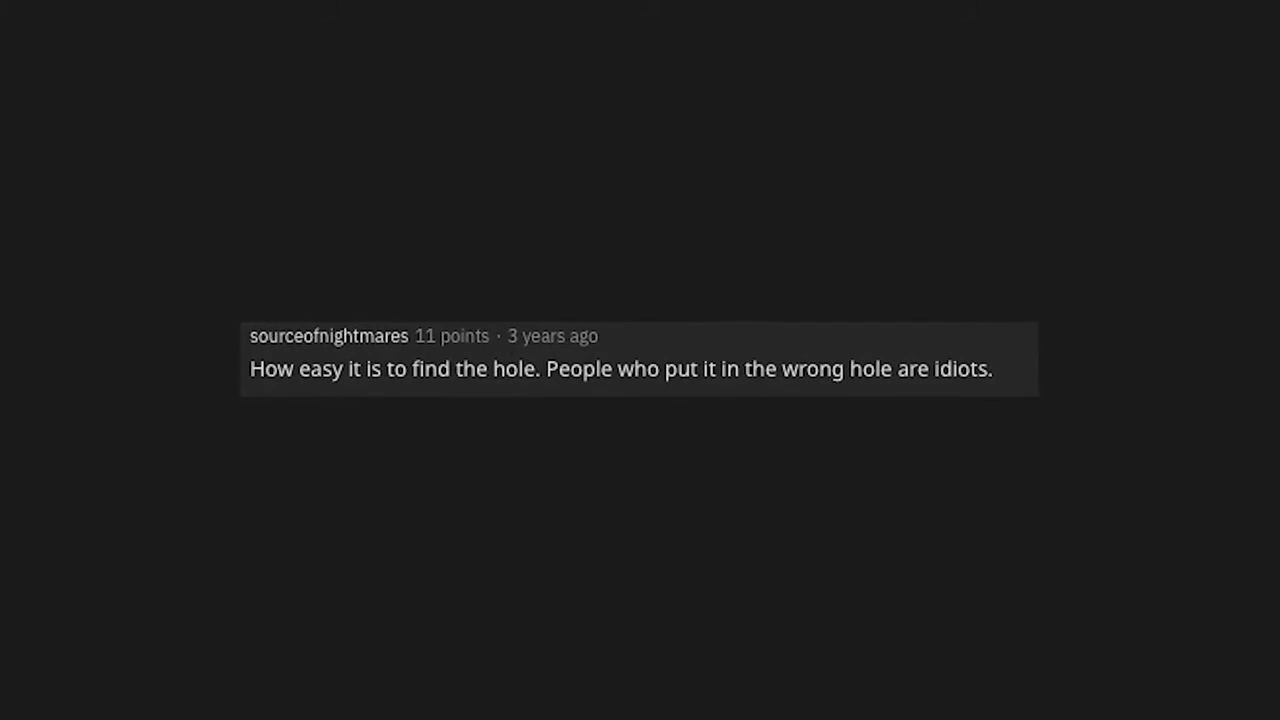 sourceofnightmares 11 points · 3 years ago
How easy it is to find the hole. People who put it in the wrong hole are idiots.